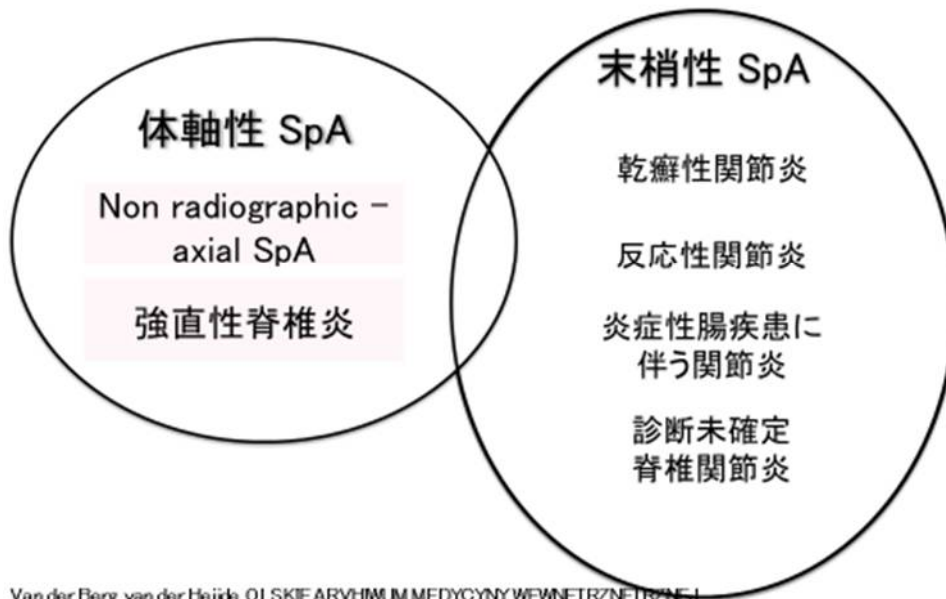 体軸性 SpA
Non radiographic –
axial SpA
強直性脊椎炎
末梢性 SpA
乾癬性関節炎
反応性関節炎
炎症性腸疾患に
伴う関節炎
診断未確定
脊椎関節炎
Van der Berg, van der Heijde